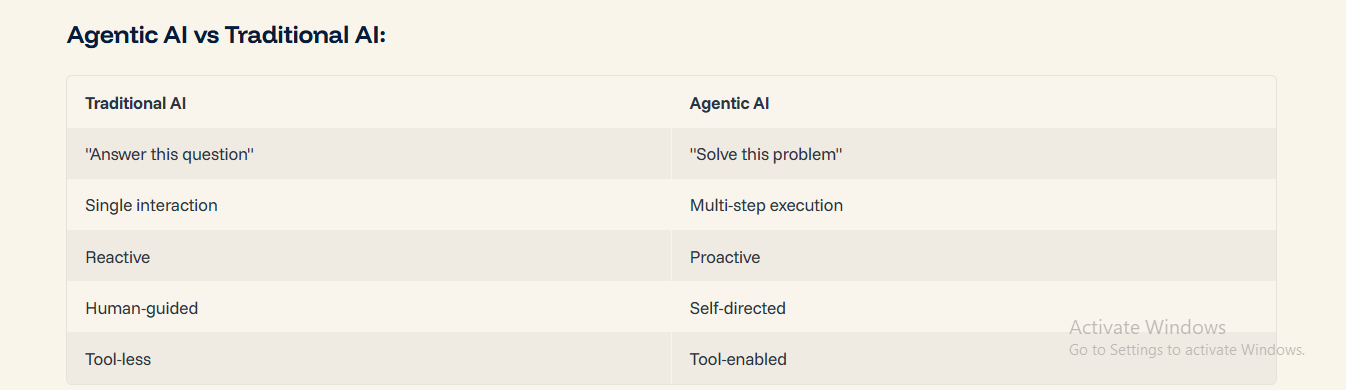 Agentic AI vs Traditional AI:
Traditional AI Agentic AI
"Answer this question" "Solve this problem"
Single interaction Multi-step execution
Reactive Proactive
Human-guided Self-directed
Activate Windows
Go to Settings to activate Windows.
Tool-less Tool-enabled